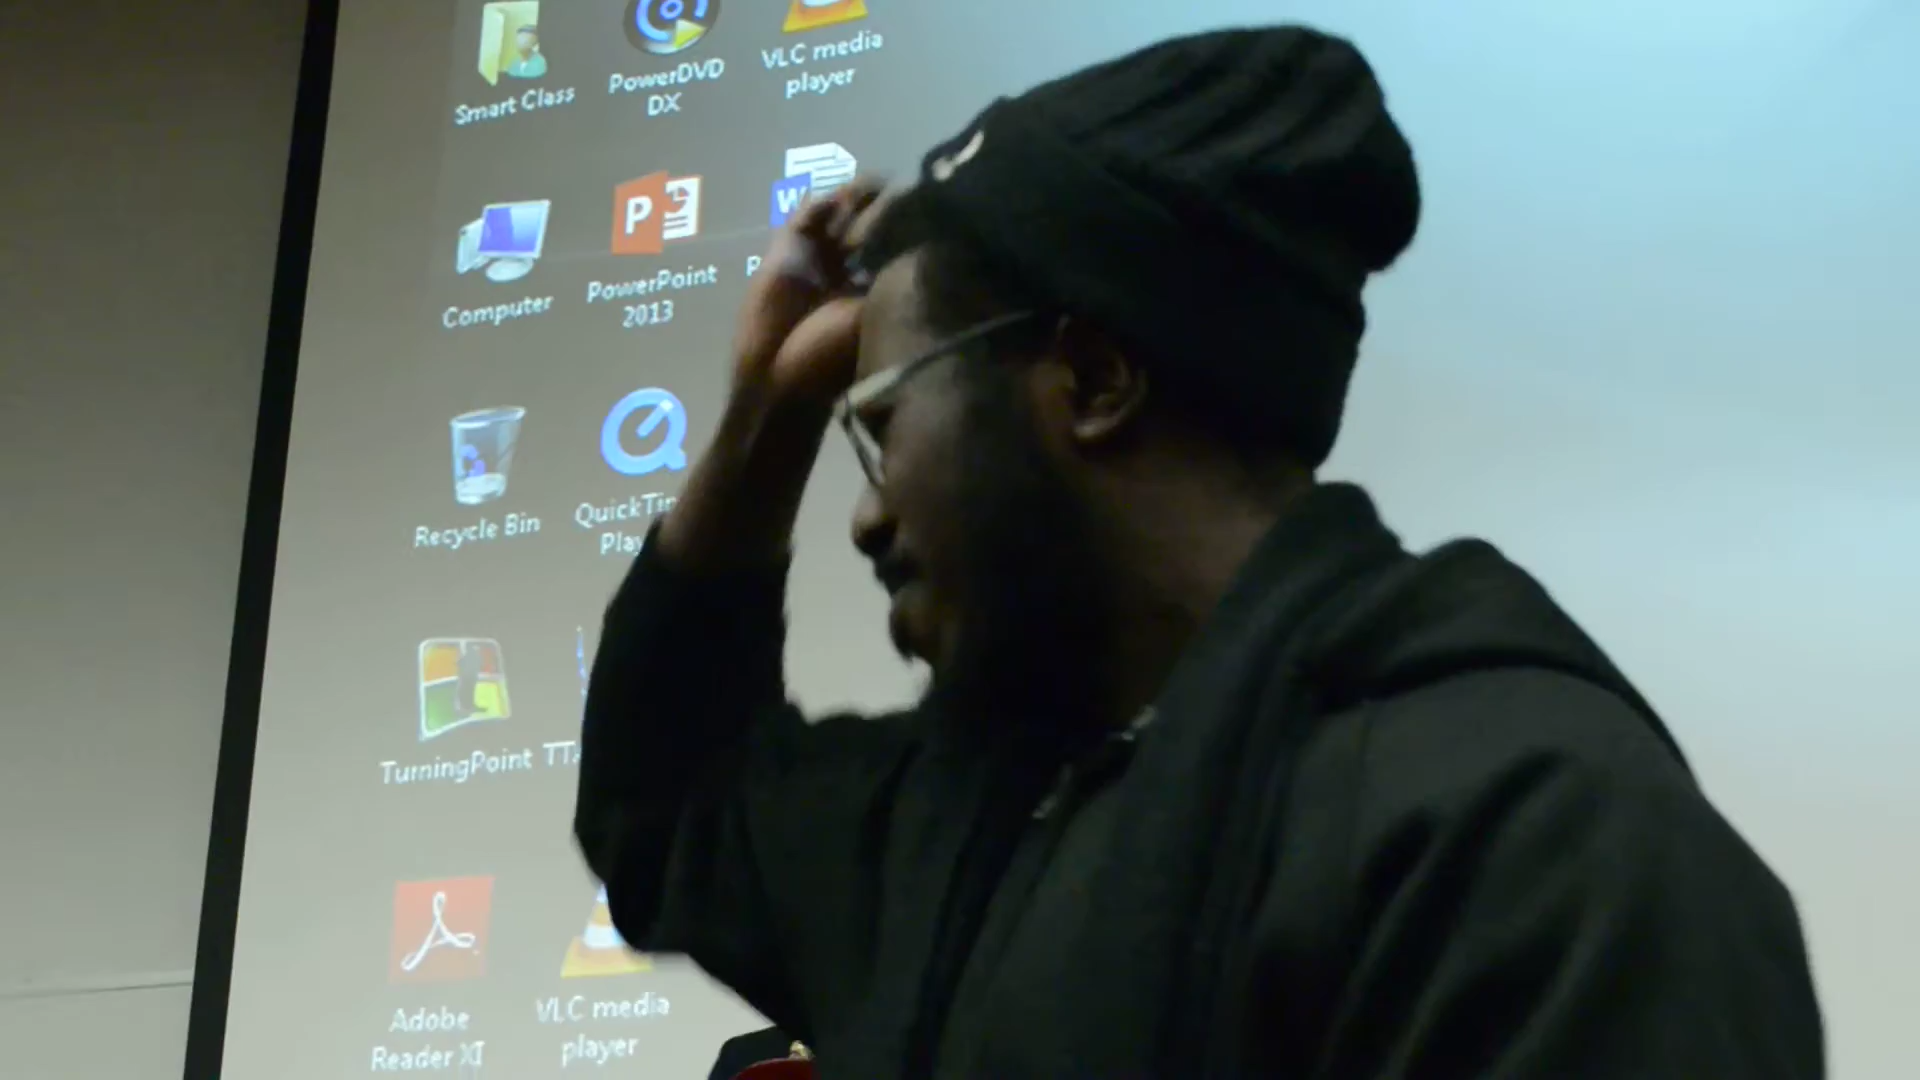 Smart Class
PowerDVD
DX
VLC media
player
Computer
PowerPoint
2013
P
W
Recycle Bin
TurningPoint
Adobe
Reader XI
VLC media
player